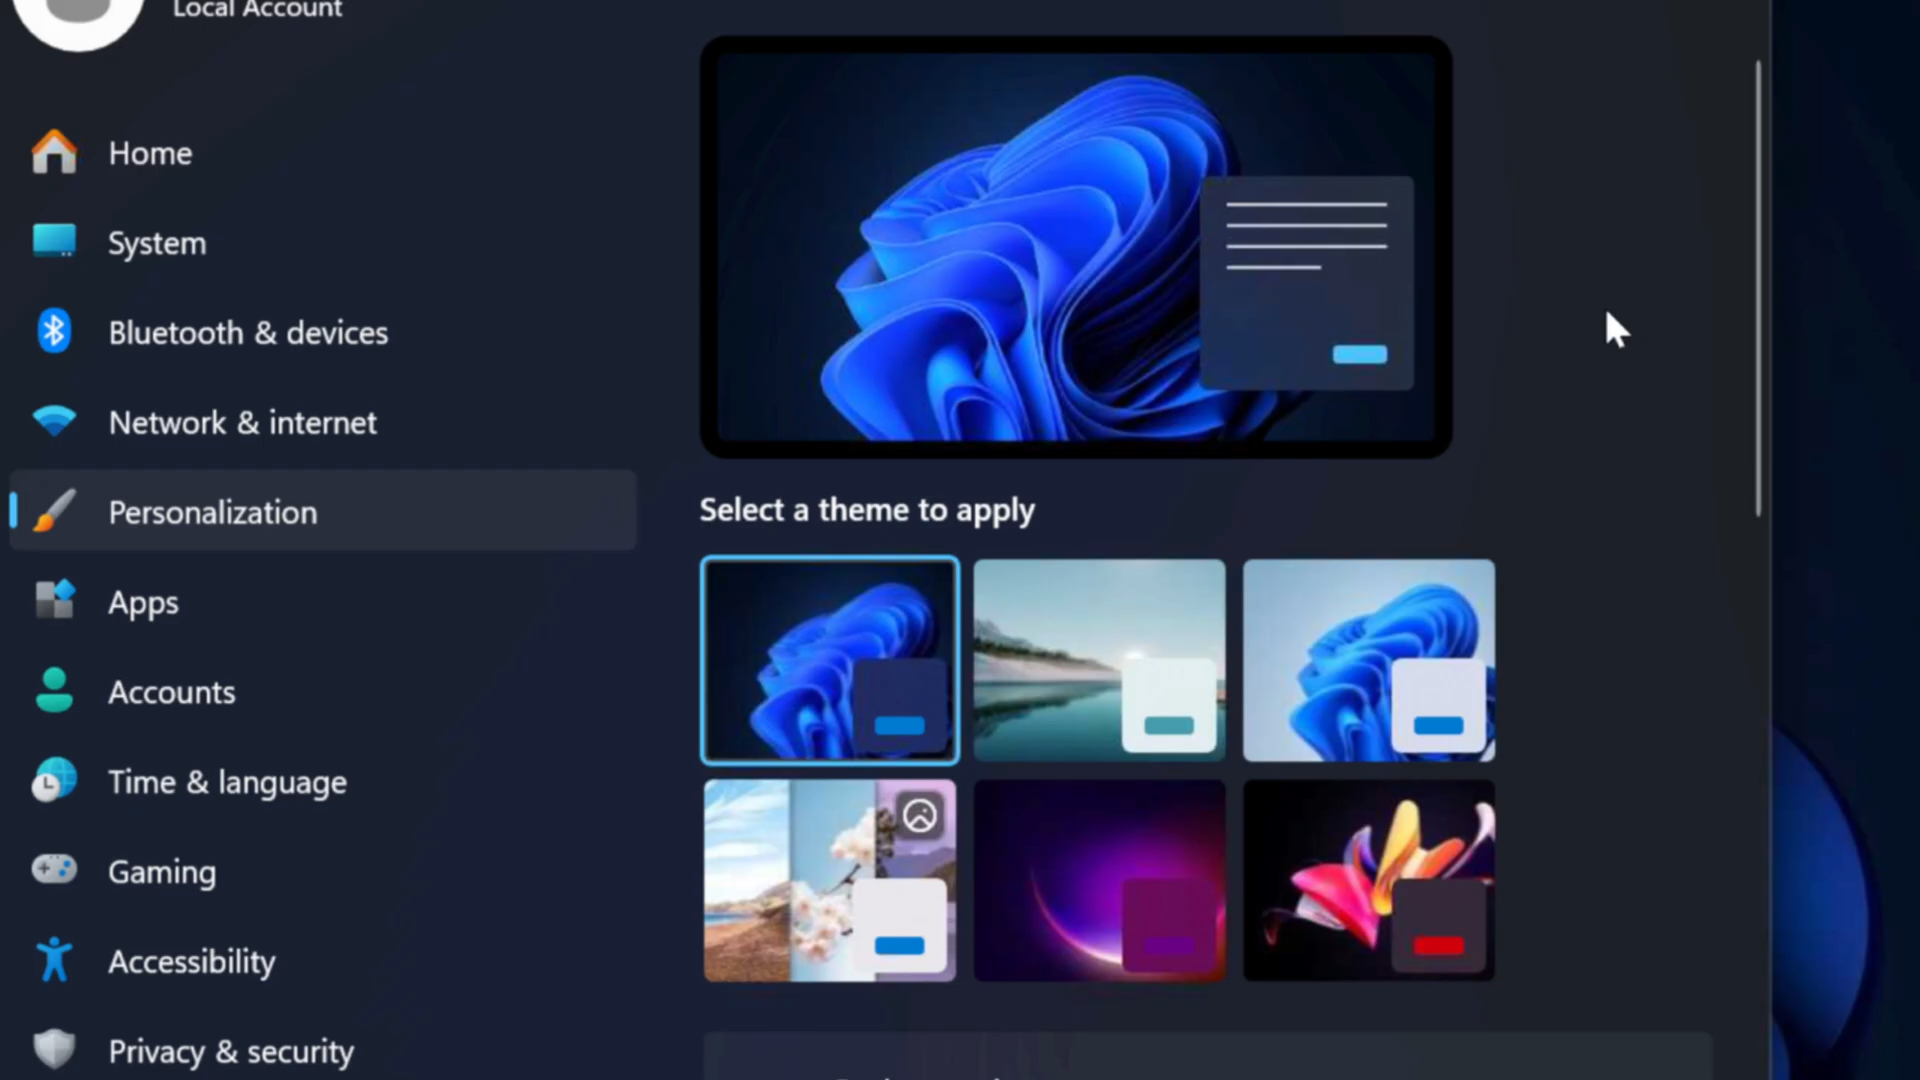 Local Account
Home
System
Bluetooth & devices
Network & internet
Personalization
Apps
Accounts
Time & language
Gaming
Accessibility
Privacy & security
Select a theme to apply